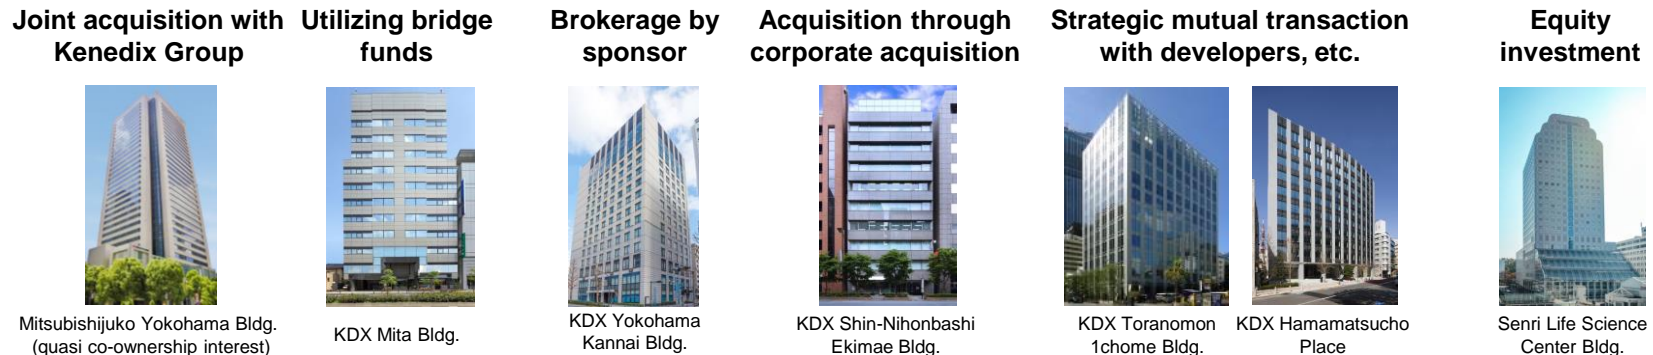 Joint acquisition with
Kenedix Group
Utilizing bridge
funds
Brokerage by
sponsor
Acquisition through
corporate acquisition
Strategic mutual transaction
with developers, etc.
Equity
investment
Mitsubishijuko Yokohama Bldg.
(quasi co-ownership interest)
KDX Mita Bldg.
KDX Yokohama
Kannai Bldg.
KDX Shin-Nihonbashi
Ekimae Bldg.
KDX Toranomon
1chome Bldg.
KDX Hamamatsucho
Place
Senri Life Science
Center Bldg.